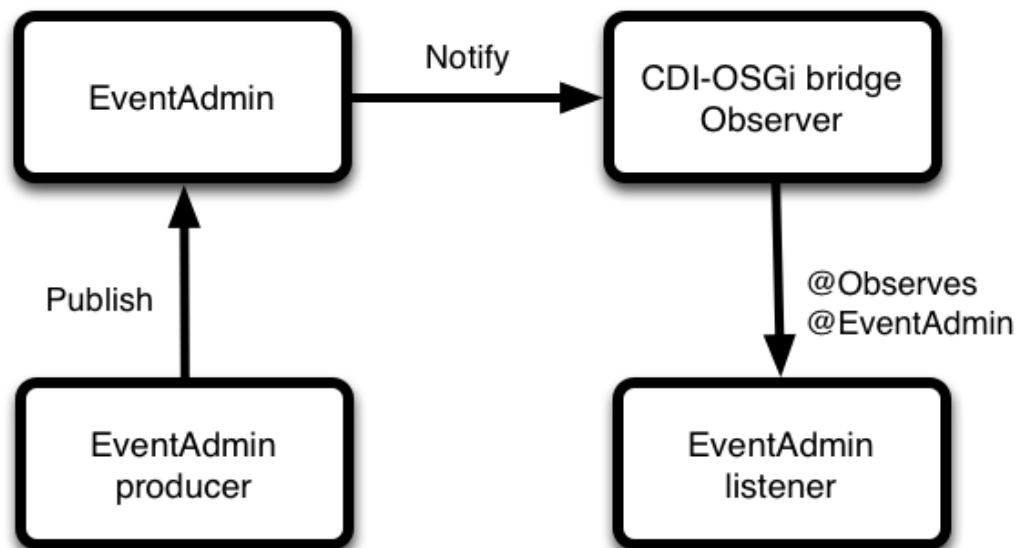 EventAdmin
Notify
CDI-OSGi bridge
Observer
Publish
@Observes
@EventAdmin
EventAdmin
producer
EventAdmin
listener